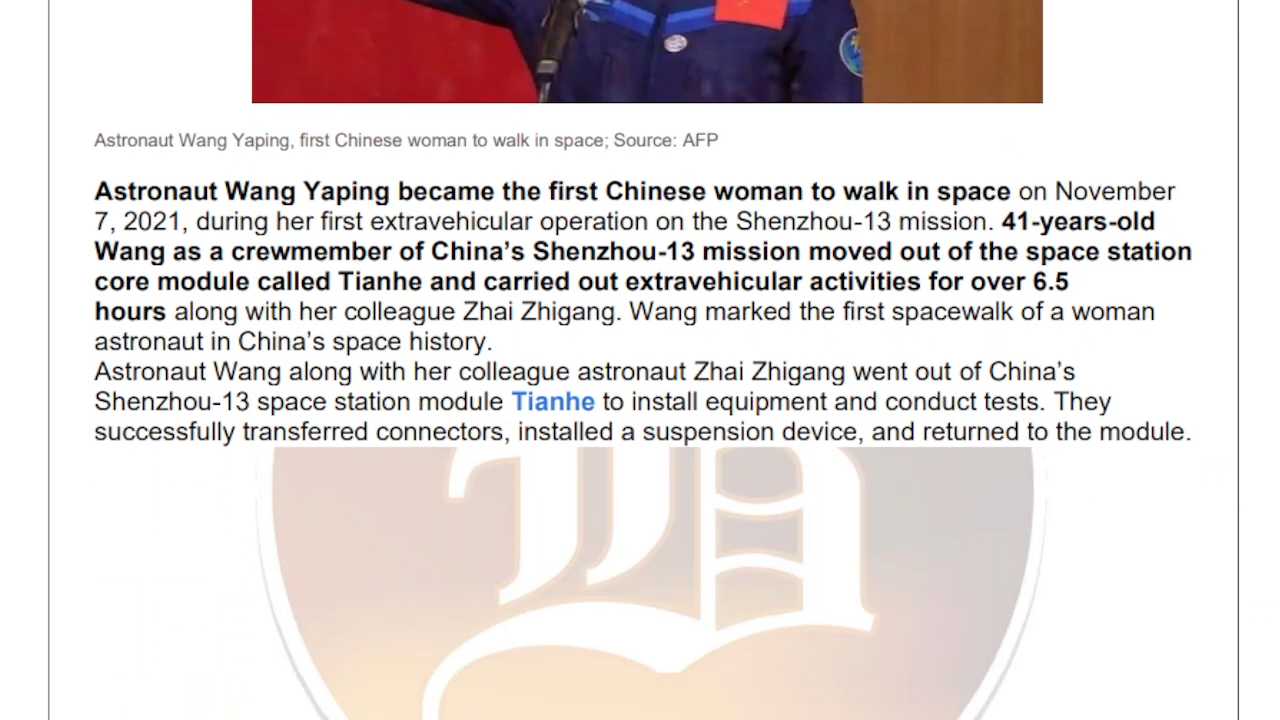 Astronaut Wang Yaping, first Chinese woman to walk in space; Source: AFP
Astronaut Wang Yaping became the first Chinese woman to walk in space on November
7, 2021, during her first extravehicular operation on the Shenzhou-13 mission. 41-years-old
Wang as a crewmember of China’s Shenzhou-13 mission moved out of the space station
core module called Tianhe and carried out extravehicular activities for over 6.5
hours along with her colleague Zhai Zhigang. Wang marked the first spacewalk of a woman
astronaut in China’s space history.
Astronaut Wang along with her colleague astronaut Zhai Zhigang went out of China’s
Shenzhou-13 space station module Tianhe to install equipment and conduct tests. They
successfully transferred connectors, installed a suspension device, and returned to the module.